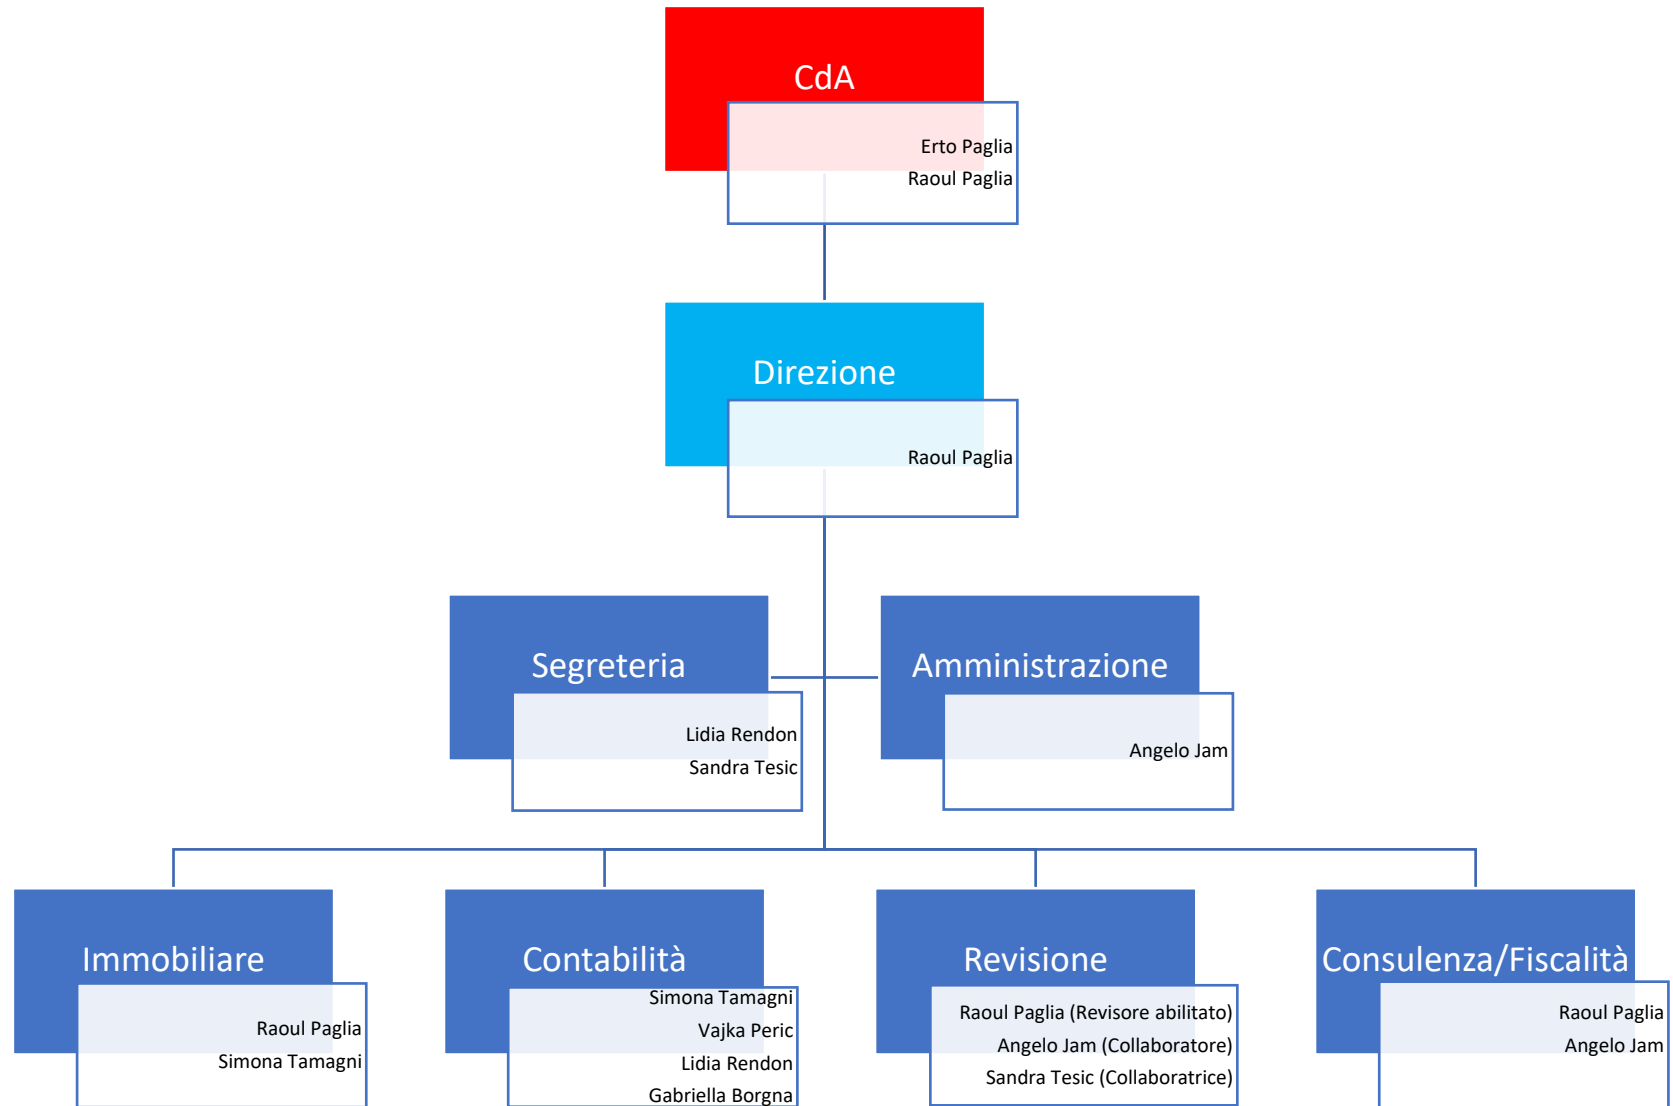 CdA
Erto Paglia
Raoul Paglia
Direzione
Raoul Paglia
Segreteria
Lidia Rendon
Sandra Tesic
Amministrazione
Angelo Jam
Immobiliare
Raoul Paglia
Simona Tamagni
Contabilità
Simona Tamagni
Vajka Peric
Lidia Rendon
Gabriella Borgna
Revisione
Raoul Paglia (Revisore abilitato)
Angelo Jam (Collaboratore)
Sandra Tesic (Collaboratrice)
Consulenza/Fiscalità
Raoul Paglia
Angelo Jam